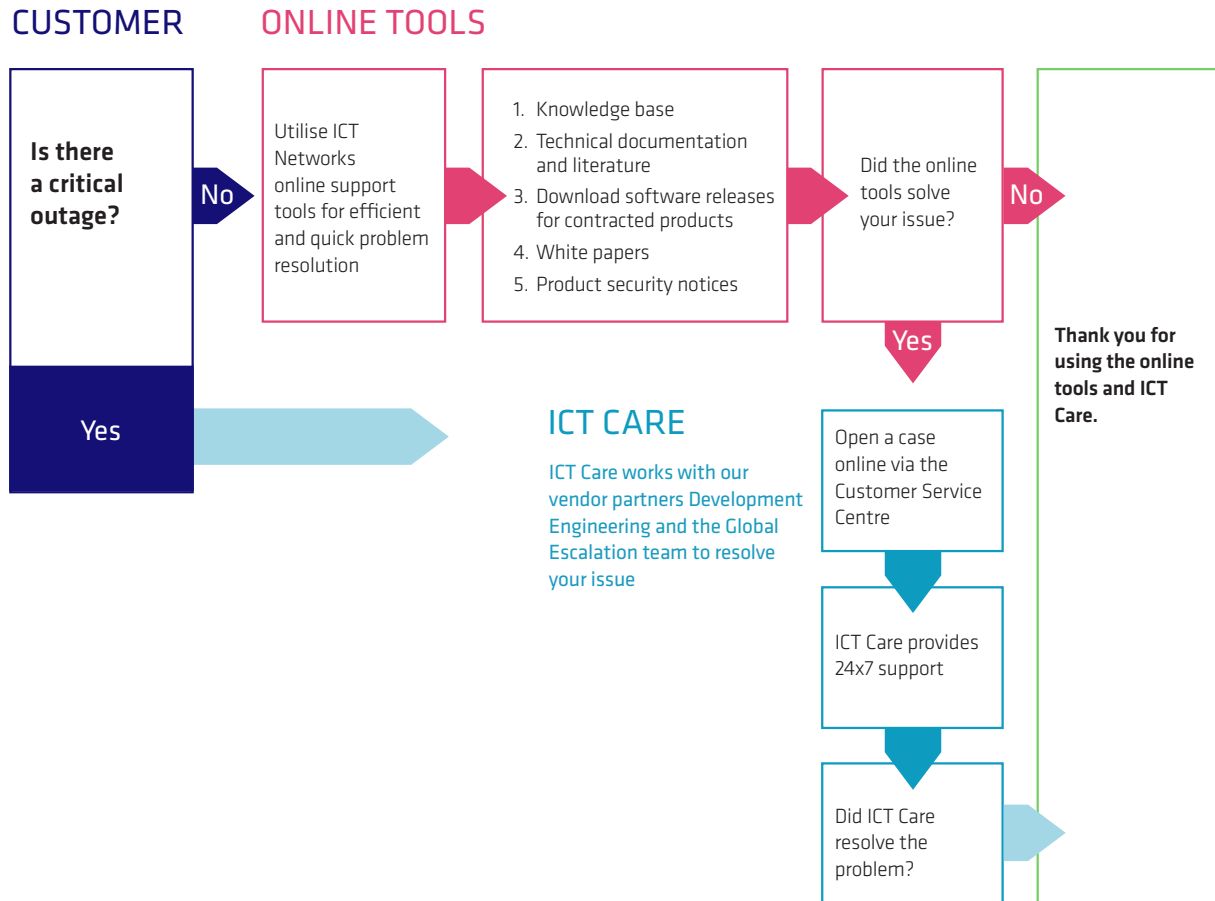 CUSTOMER
ONLINE TOOLS
Is there
a critical
outage?
No
Yes
Utilise ICT
Networks
online support
tools for efficient
and quick problem
resolution
1. Knowledge base
2. Technical documentation
and literature
3. Download software releases
for contracted products
4. White papers
5. Product security notices
Did the online
tools solve
your issue?
No
Yes
Thank you for
using the online
tools and ICT
Care.
ICT CARE
ICT Care works with our
vendor partners Development
Engineering and the Global
Escalation team to resolve
your issue
Open a case
online via the
Customer Service
Centre
ICT Care provides
24x7 support
Did ICT Care
resolve the
problem?